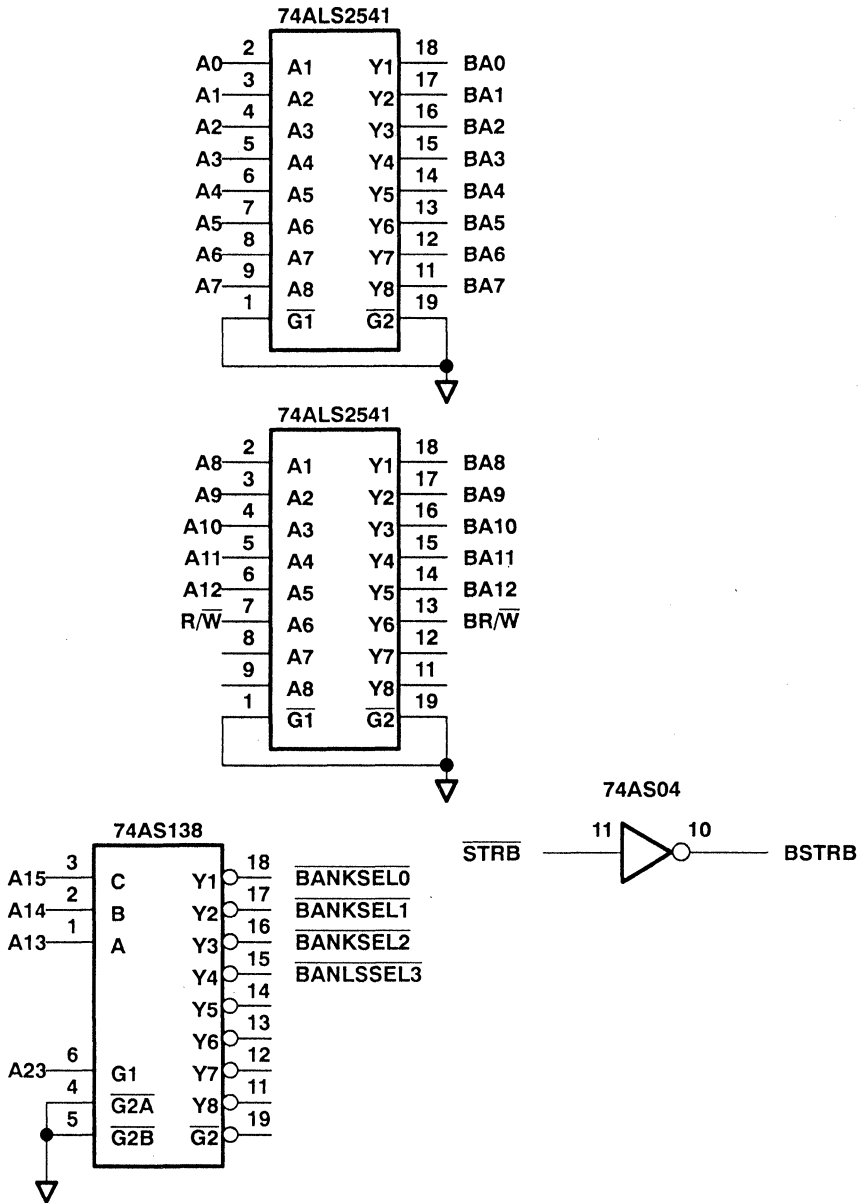 74ALS2541
A0 2 A1 Y1 18 BA0
A1 3 A2 Y2 17 BA1
A2 4 A3 Y3 16 BA2
A3 5 A4 Y4 15 BA3
A4 6 A5 Y5 14 BA4
A5 7 A6 Y6 13 BA5
A6 8 A7 Y7 12 BA6
A7 9 A8 Y8 11 BA7
1 G1 G2 19
74ALS2541
A8 2 A1 Y1 18 BA8
A9 3 A2 Y2 17 BA9
A10 4 A3 Y3 16 BA10
A11 5 A4 Y4 15 BA11
A12 6 A5 Y5 14 BA12
R/W 7 A6 Y6 13 BR/W
8 A7 Y7 12
9 A8 Y8 11
1 G1 G2 19
74AS04
STRB 11 10 BSTRB
74AS138
A15 3 C Y1 18 BANKSEL0
A14 2 B Y2 17 BANKSEL1
A13 1 A Y3 16 BANKSEL2
Y4 15 BANLSSEL3
Y5 14
Y6 13
A23 6 G1 Y7 12
4 G2A Y8 11
5 G2B G2 19